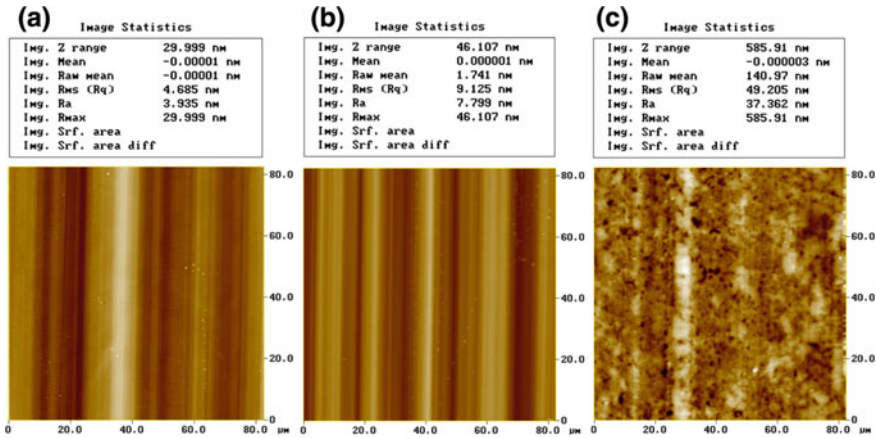 (a)
Image Statistics
Img. Z range 29.999 nm
Img. Mean -0.00001 nm
Img. Raw mean -0.00001 nm
Img. Rms (Rq) 4.685 nm
Img. Ra 3.935 nm
Img. Rmax 29.999 nm
Img. Srf. area
Img. Srf. area diff
80.0
60.0
40.0
20.0
0
0 20.0 40.0 60.0 80.0 μm
(b)
Image Statistics
Img. Z range 46.107 nm
Img. Mean 0.000001 nm
Img. Raw mean 1.741 nm
Img. Rms (Rq) 9.125 nm
Img. Ra 7.799 nm
Img. Rmax 46.107 nm
Img. Srf. area
Img. Srf. area diff
80.0
60.0
40.0
20.0
0
0 20.0 40.0 60.0 80.0 μm
(c)
Image Statistics
Img. Z range 585.91 nm
Img. Mean -0.000003 nm
Img. Raw mean 140.97 nm
Img. Rms (Rq) 49.205 nm
Img. Ra 37.362 nm
Img. Rmax 585.91 nm
Img. Srf. area
Img. Srf. area diff
80.0
60.0
40.0
20.0
0
0 20.0 40.0 60.0 80.0 μm